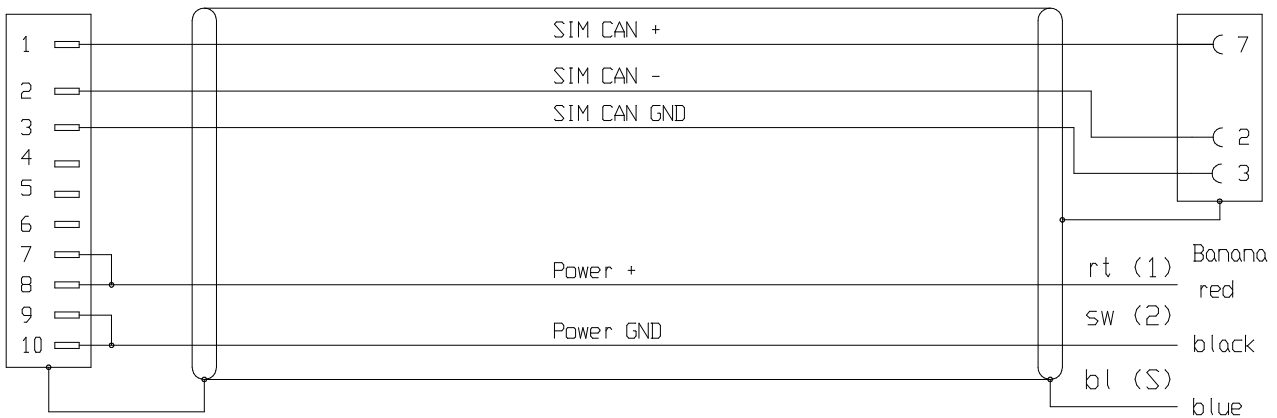 SIM CAN +
1
7
SIM CAN -
2
SIM CAN GND
3
2
4
3
5
6
7
Banana
Power +
rt (1)
8
red
9
sw (2)
Power GND
10
black
bl (S)
blue